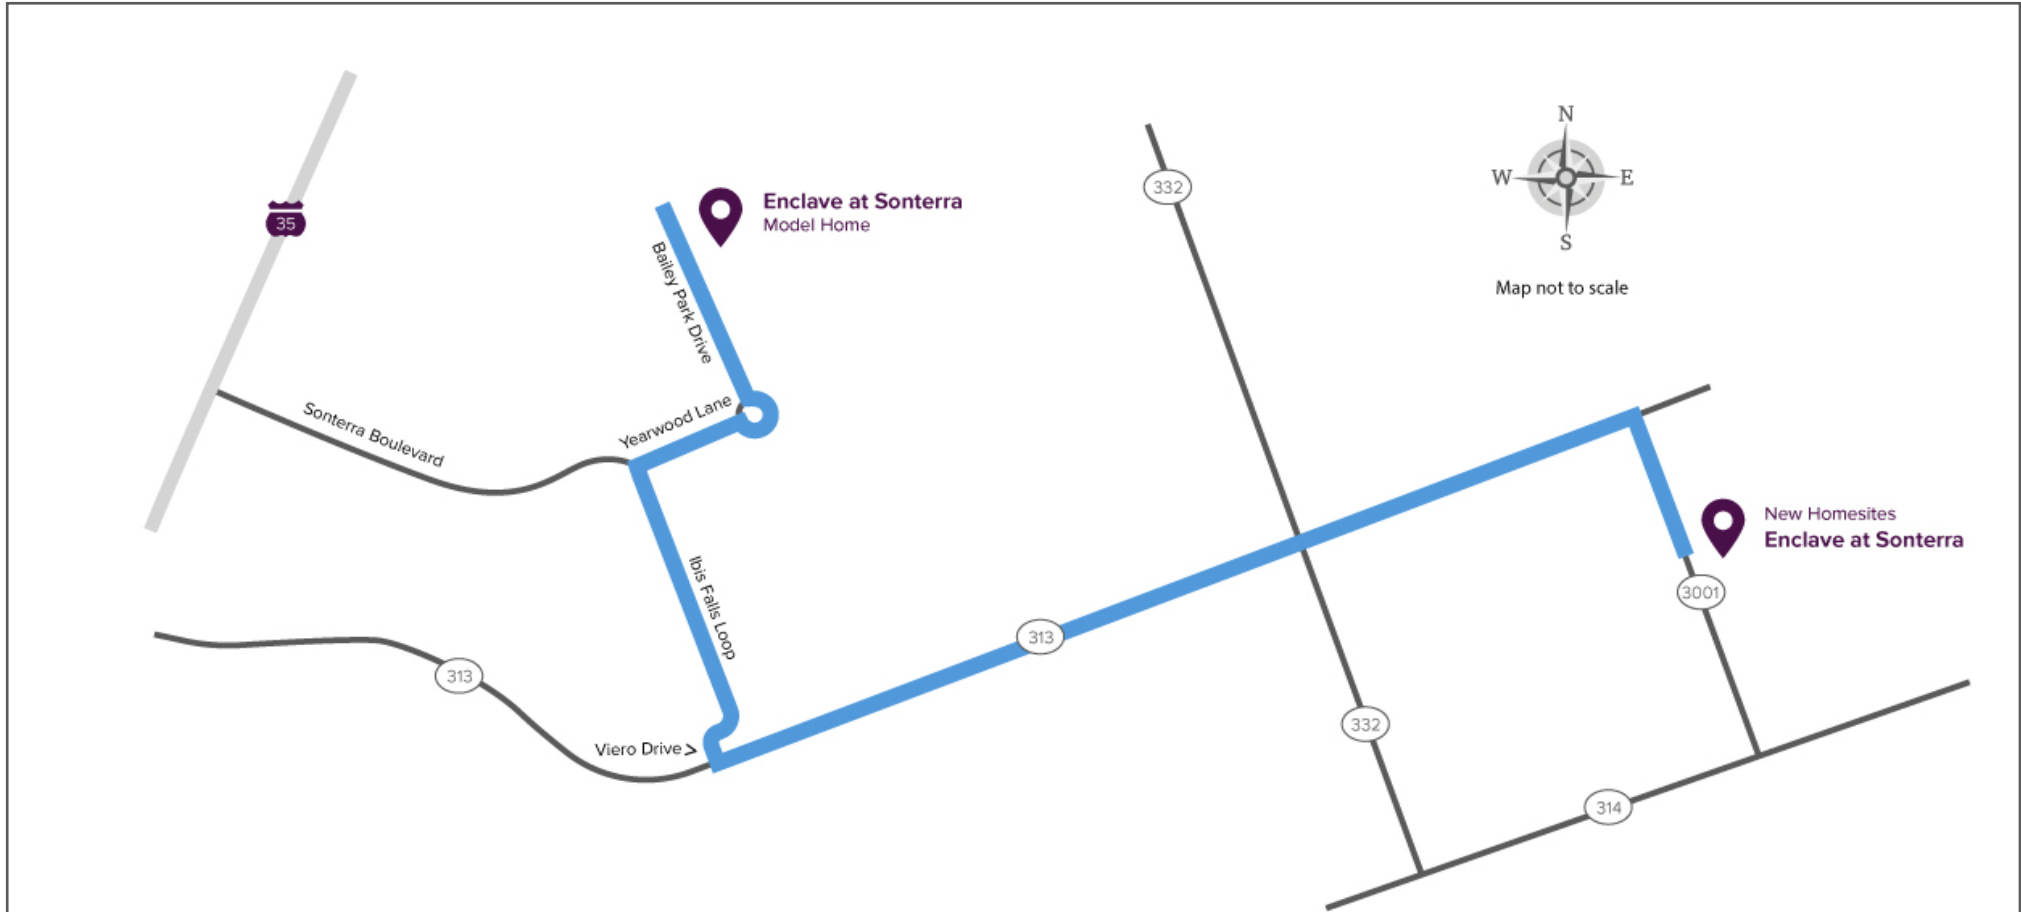 N
W
E
S
Map not to scale
35
332
Enclave at Sonterra
Model Home
Bailey Park Drive
Yearwood Lane
Sonterra Boulevard
New Homesites
Enclave at Sonterra
3001
Ibis Falls Loop
313
313
Viero Drive >
332
314